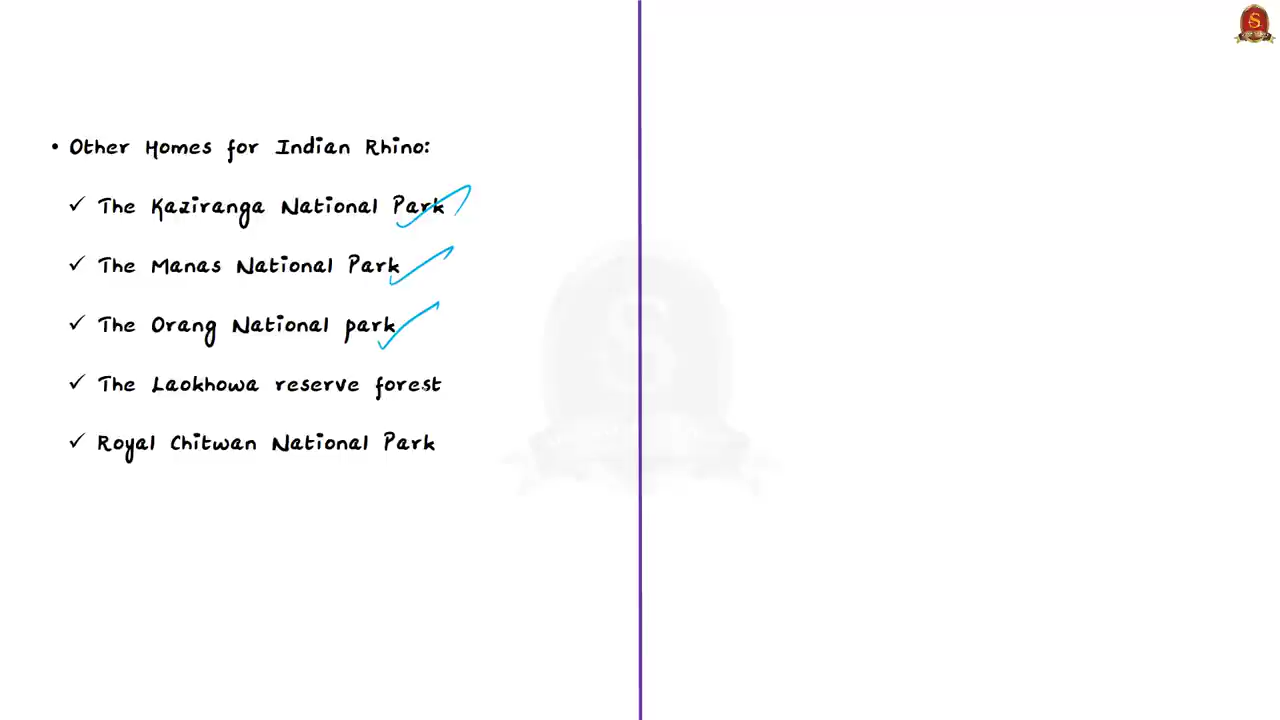 • Other Homes for Indian Rhino:
✓ The Kaziranga National Park
✓ The Manas National Park
✓ The Orang National park
✓ The Laokhowa reserve forest
✓ Royal Chitwan National Park